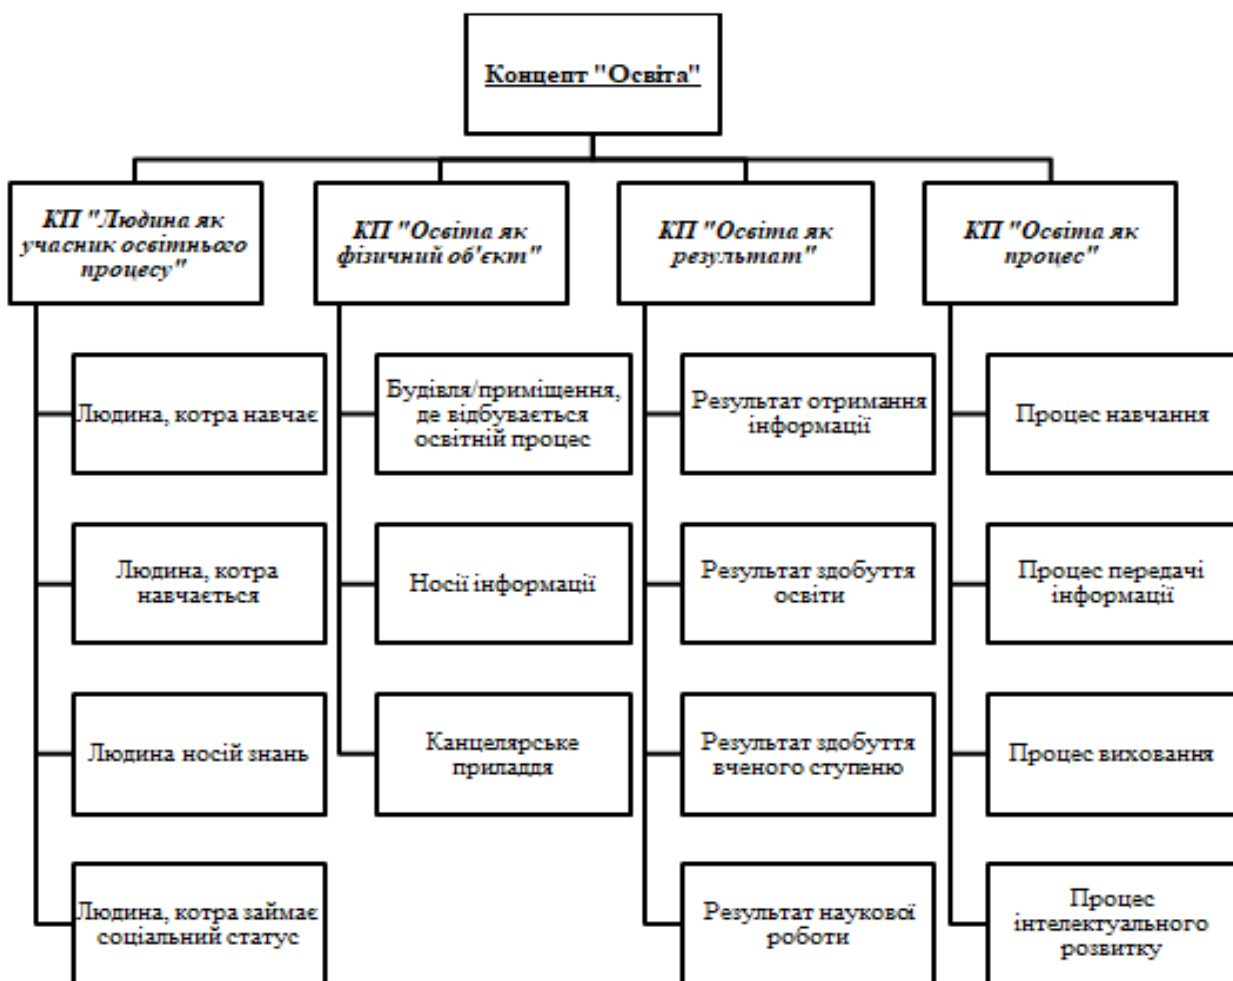 Концепт "Освіта"
КП "Людина як
учасник освітнього
процесу"
КП "Освіта як
фізичний об'єкт"
КП "Освіта як
результат"
КП "Освіта як
процес"
Людина, котра навчає
Людина, котра
навчається
Людина носій знань
Людина, котра займає
соціальний статус
Будівля/приміщення,
де відбувається
освітній процес
Носії інформації
Канцелярське
приладдя
Результат отримання
інформації
Результат здобуття
освіти
Результат здобуття
вченого ступеню
Результат наукової
роботи
Процес навчання
Процес передачі
інформації
Процес виховання
Процес
інтелектуального
розвитку